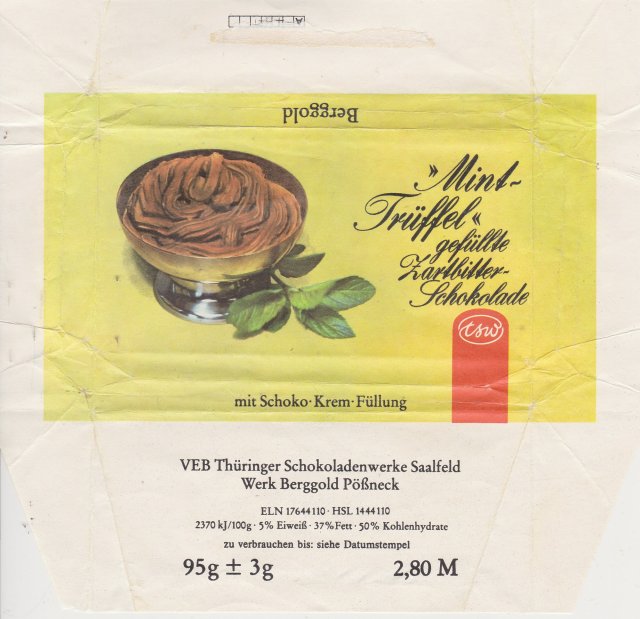 Berggold
»Mint-
Trüffel«
gefüllte
Zartbitter-
Schokolade
tsw
mit Schoko·Krem·Füllung
VEB Thüringer Schokoladenwerke Saalfeld
Werk Berggold Pößneck
ELN 17644110 · HSL 1444110
2370 kJ/100g · 5% Eiweiß · 37% Fett · 50% Kohlenhydrate
zu verbrauchen bis: siehe Datumstempel
95g ± 3g 2,80 M